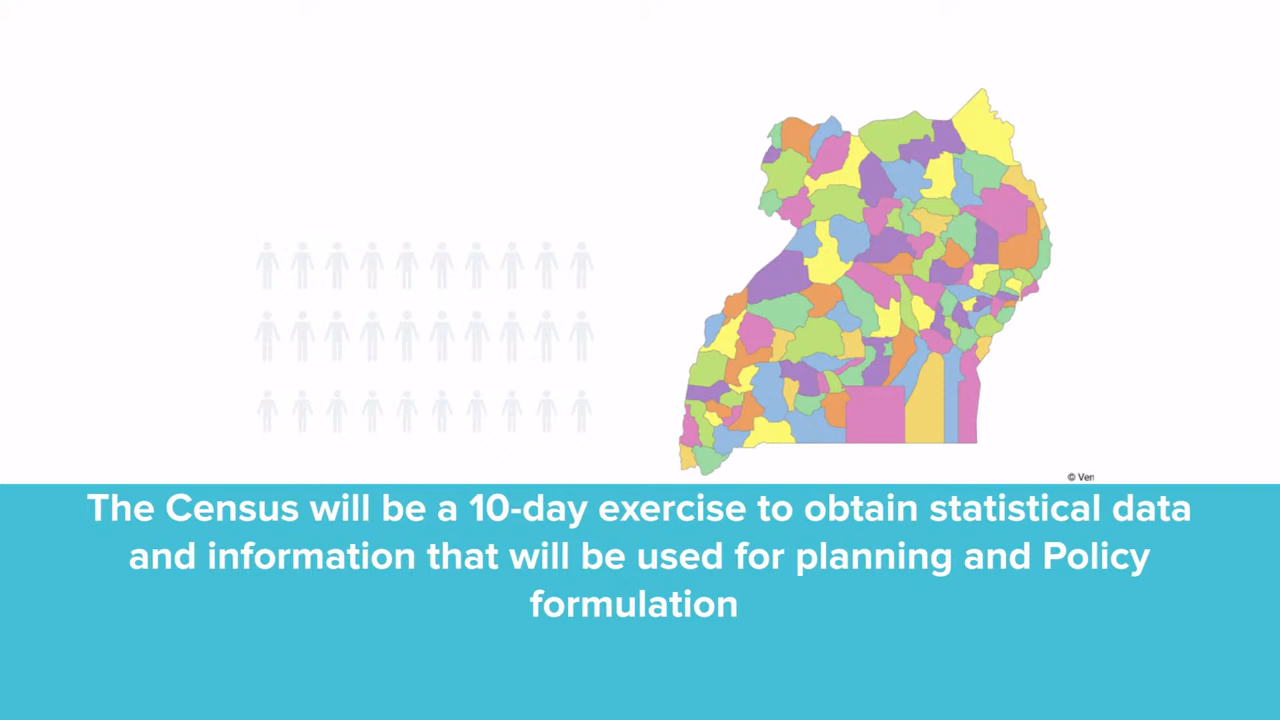 © Ven
The Census will be a 10-day exercise to obtain statistical data
and information that will be used for planning and Policy
formulation